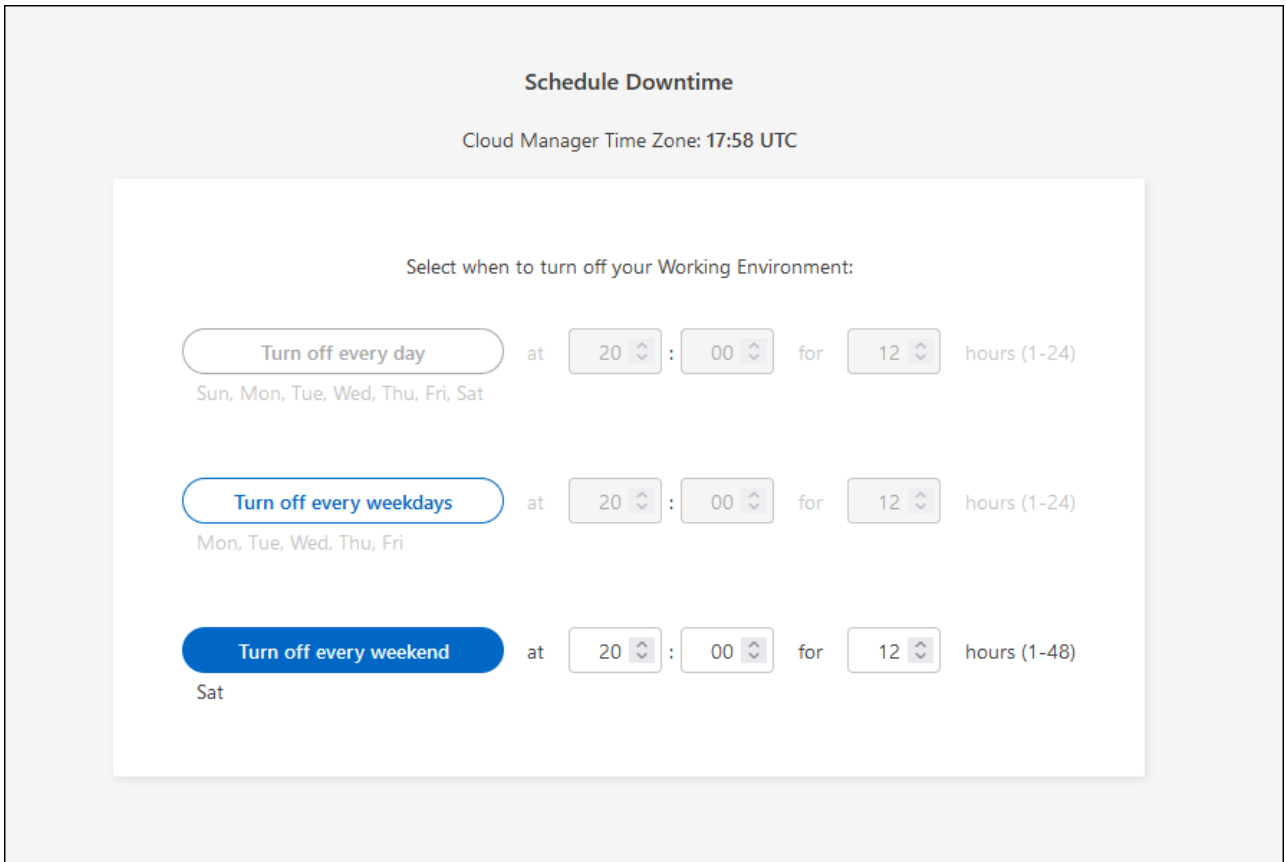 Schedule Downtime
Cloud Manager Time Zone: 17:58 UTC
Select when to turn off your Working Environment:
Turn off every day at 20 : 00 for 12 hours (1-24)
Sun, Mon, Tue, Wed, Thu, Fri, Sat
Turn off every weekdays at 20 : 00 for 12 hours (1-24)
Mon, Tue, Wed, Thu, Fri
Turn off every weekend at 20 : 00 for 12 hours (1-48)
Sat